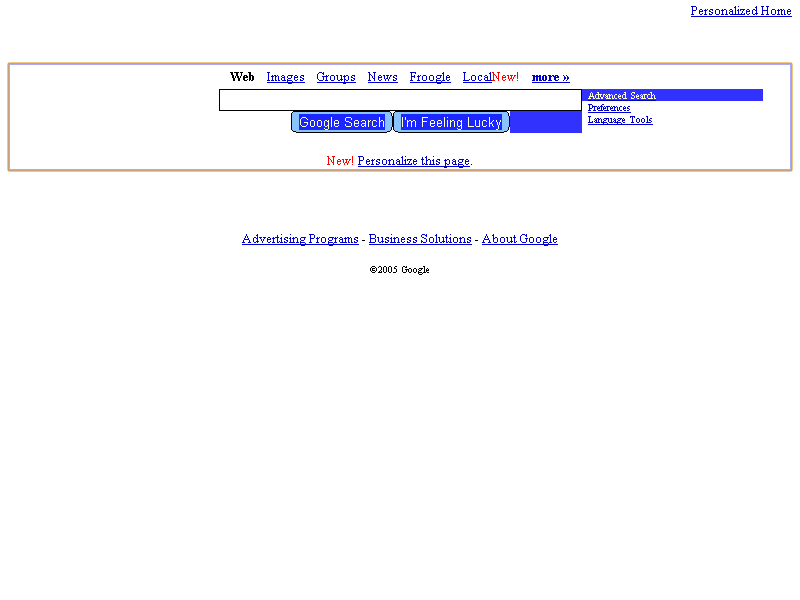 Personalized Home
Web Images Groups News Froogle LocalNew! more »
Advanced Search
Preferences
Language Tools
Google Search I'm Feeling Lucky
New! Personalize this page.
Advertising Programs - Business Solutions - About Google
©2005 Google